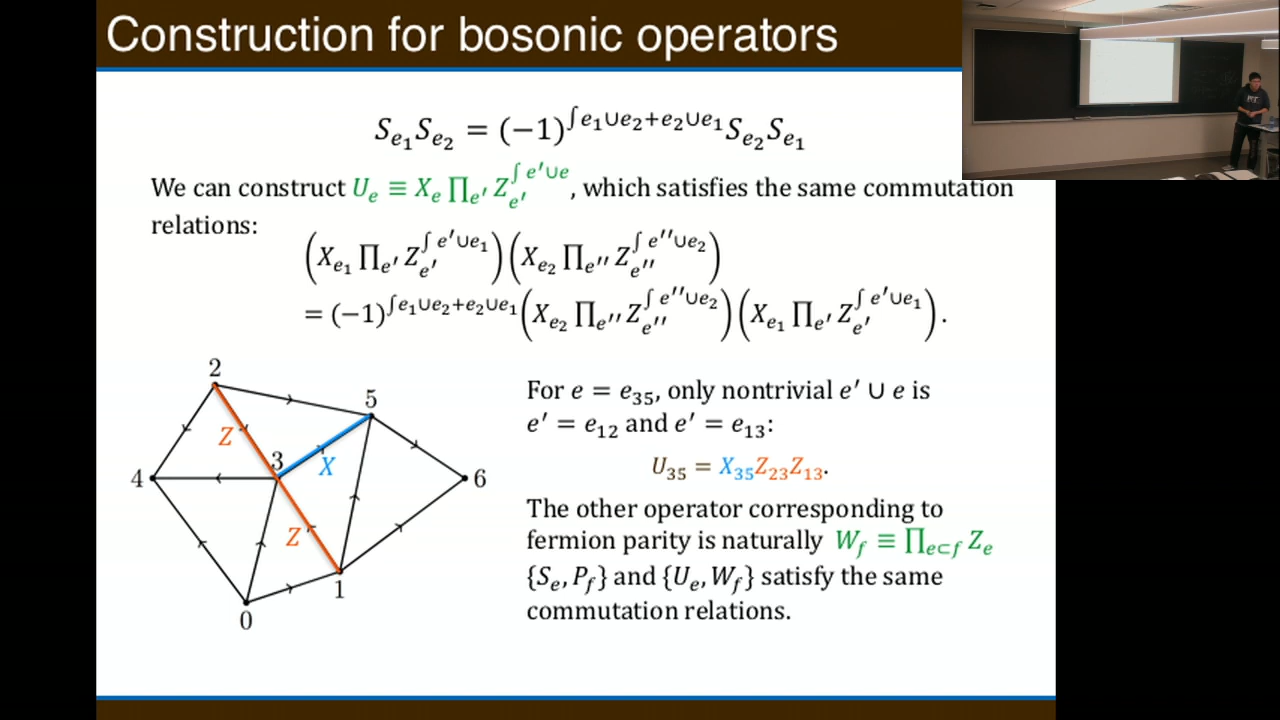 Construction for bosonic operators
S_{e_1} S_{e_2} = (−1)^{∫ e_1∪e_2+e_2∪e_1} S_{e_2} S_{e_1}
We can construct U_e ≡ X_e ∏_{e′} Z_{e′}^{∫ e′∪e}, which satisfies the same commutation
relations:
(X_{e_1} ∏_{e′} Z_{e′}^{∫ e′∪e_1}) (X_{e_2} ∏_{e′′} Z_{e′′}^{∫ e′′∪e_2})
= (−1)^{∫ e_1∪e_2+e_2∪e_1} (X_{e_2} ∏_{e′′} Z_{e′′}^{∫ e′′∪e_2}) (X_{e_1} ∏_{e′} Z_{e′}^{∫ e′∪e_1}).
2
5
Z
3
X
4
6
Z
1
0
For e = e_{35}, only nontrivial e′ ∪ e is
e′ = e_{12} and e′ = e_{13}:
U_{35} = X_{35}Z_{23}Z_{13}.
The other operator corresponding to
fermion parity is naturally W_f ≡ ∏_{e⊂f} Z_e
{S_e, P_f} and {U_e, W_f} satisfy the same
commutation relations.